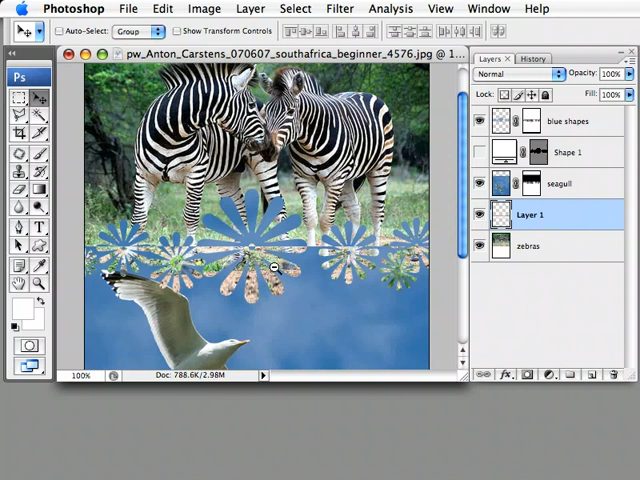 Photoshop File Edit Image Layer Select Filter Analysis View Window Help
Auto-Select: Group Show Transform Controls
pw_Anton_Carstens_070607_southafrica_beginner_4576.jpg @ 1...
Ps
Layers History
Normal Opacity: 100%
Lock: Fill: 100%
blue shapes
Shape 1
seagull
Layer 1
zebras
100% Doc: 788.6K/2.98M